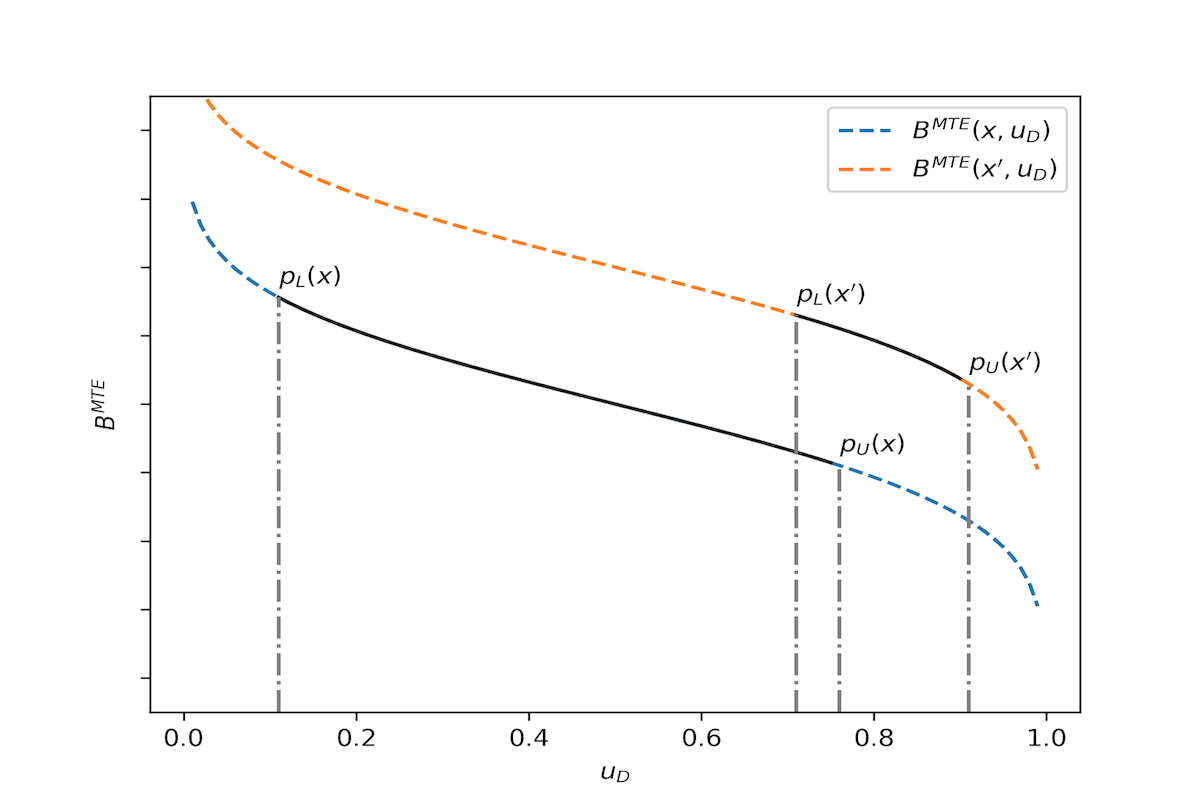 B^{MTE}(x, u_D)
B^{MTE}(x′, u_D)
p_L(x)
p_L(x′)
p_U(x′)
p_U(x)
B^{MTE}
0.0 0.2 0.4 0.6 0.8 1.0
u_D